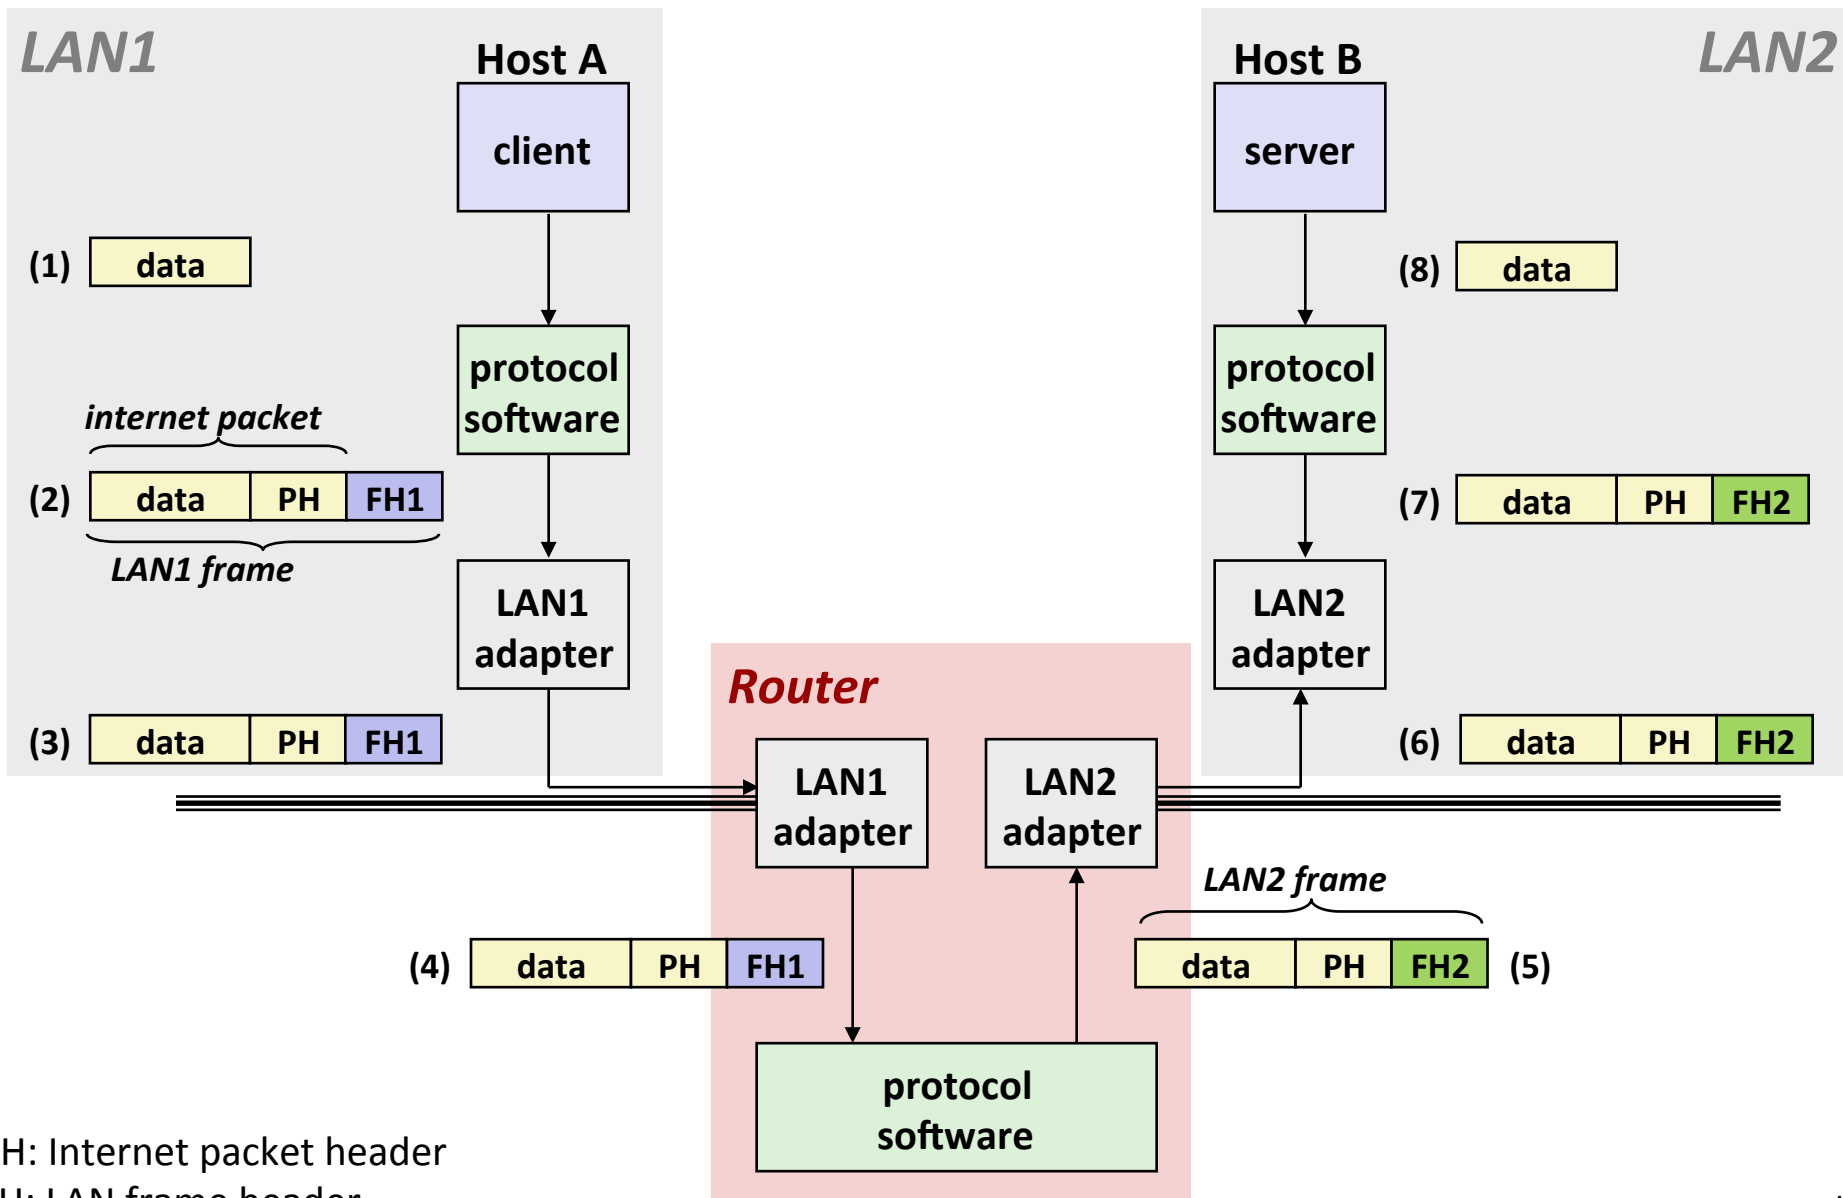 LAN1
Host A
client
(1) data
protocol
software
internet packet
(2) data PH FH1
LAN1 frame
LAN1
adapter
(3) data PH FH1
Host B
LAN2
server
(8) data
protocol
software
(7) data PH FH2
LAN2
adapter
(6) data PH FH2
Router
LAN1
adapter
LAN2
adapter
(4) data PH FH1
LAN2 frame
data PH FH2 (5)
protocol
software
H: Internet packet header
H: LAN frame header